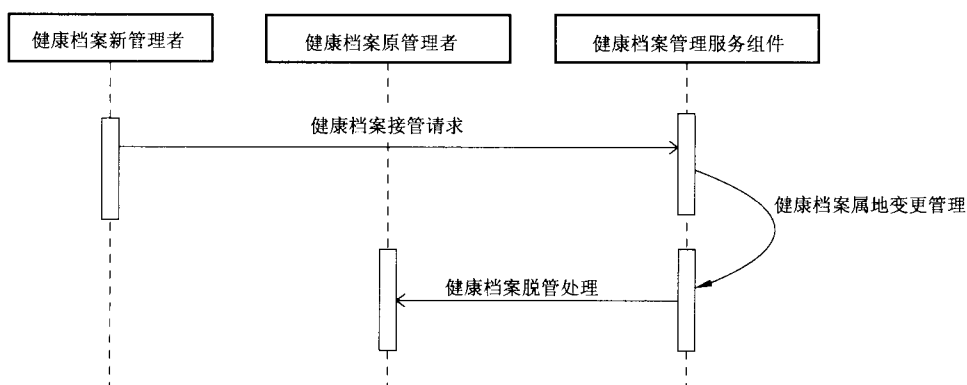 健康档案新管理者
健康档案原管理者
健康档案管理服务组件
健康档案接管请求
健康档案属地变更管理
健康档案脱管处理